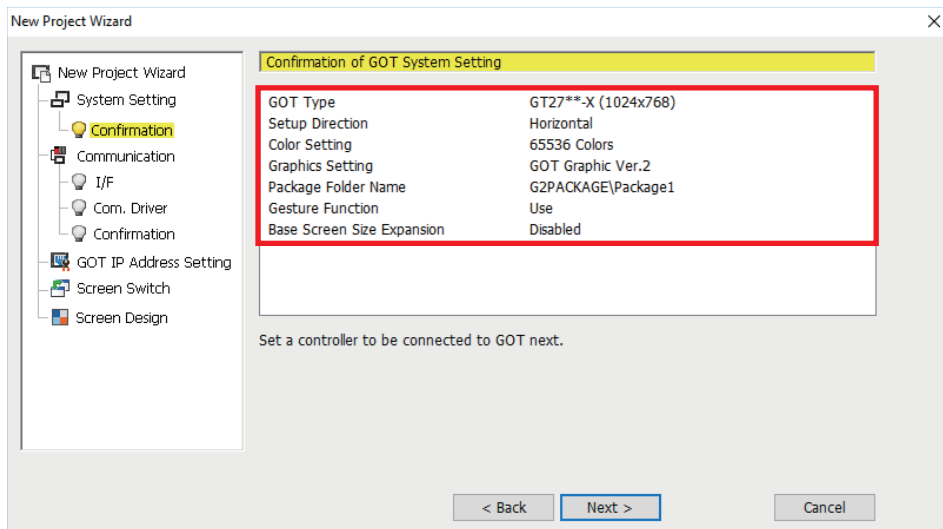 New Project Wizard
New Project Wizard
System Setting
Confirmation
Communication
I/F
Com. Driver
Confirmation
GOT IP Address Setting
Screen Switch
Screen Design
Confirmation of GOT System Setting
GOT Type GT27**-X (1024x768)
Setup Direction Horizontal
Color Setting 65536 Colors
Graphics Setting GOT Graphic Ver.2
Package Folder Name G2PACKAGE\Package1
Gesture Function Use
Base Screen Size Expansion Disabled
Set a controller to be connected to GOT next.
< Back Next > Cancel